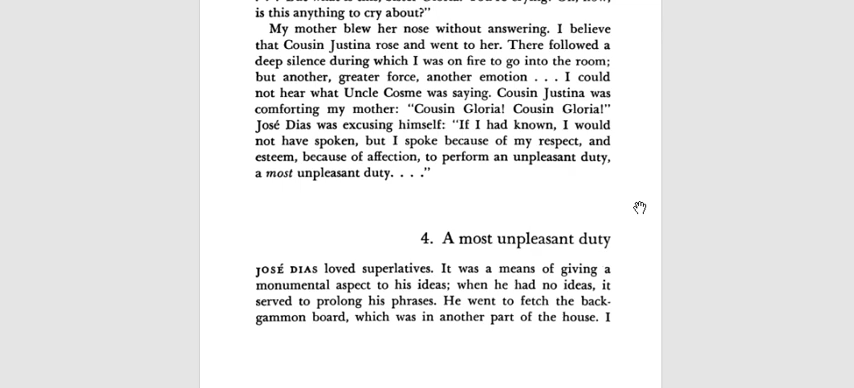 is this anything to cry about?"
My mother blew her nose without answering. I believe
that Cousin Justina rose and went to her. There followed a
deep silence during which I was on fire to go into the room;
but another, greater force, another emotion . . . I could
not hear what Uncle Cosme was saying. Cousin Justina was
comforting my mother: "Cousin Gloria! Cousin Gloria!"
José Dias was excusing himself: "If I had known, I would
not have spoken, but I spoke because of my respect, and
esteem, because of affection, to perform an unpleasant duty,
a most unpleasant duty. . . ."
4. A most unpleasant duty
JOSÉ DIAS loved superlatives. It was a means of giving a
monumental aspect to his ideas; when he had no ideas, it
served to prolong his phrases. He went to fetch the back-
gammon board, which was in another part of the house. I